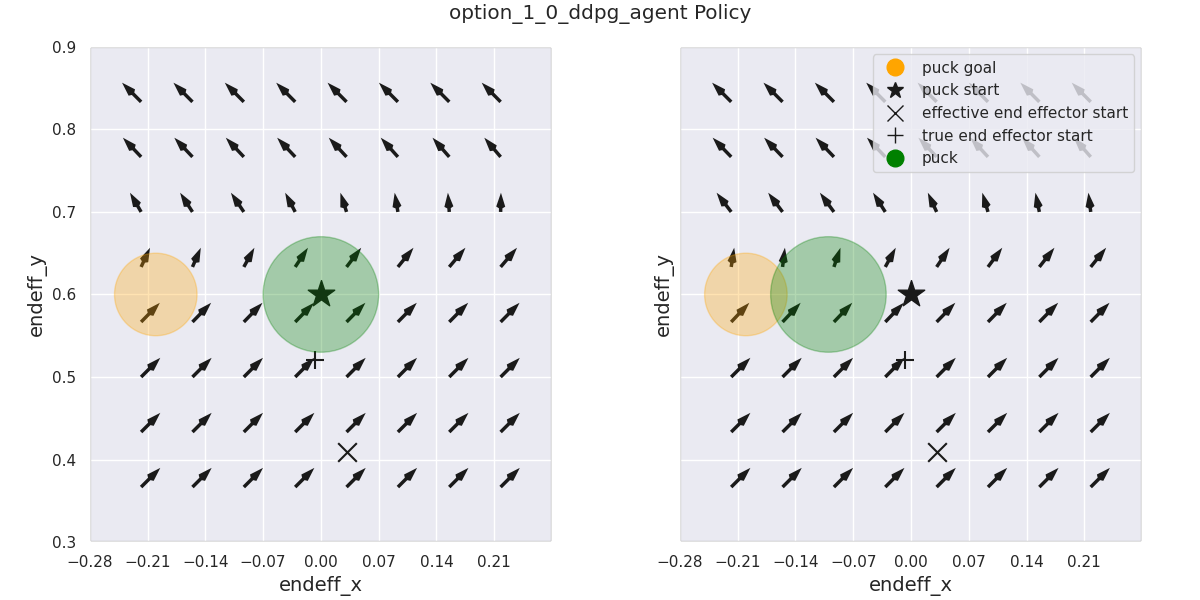 option_1_0_ddpg_agent Policy
0.9
0.8
0.7
0.6
0.5
0.4
0.3
endeff_y
−0.28 −0.21 −0.14 −0.07 0.00 0.07 0.14 0.21
endeff_x
puck goal
puck start
effective end effector start
true end effector start
puck
endeff_y
−0.28 −0.21 −0.14 −0.07 0.00 0.07 0.14 0.21
endeff_x